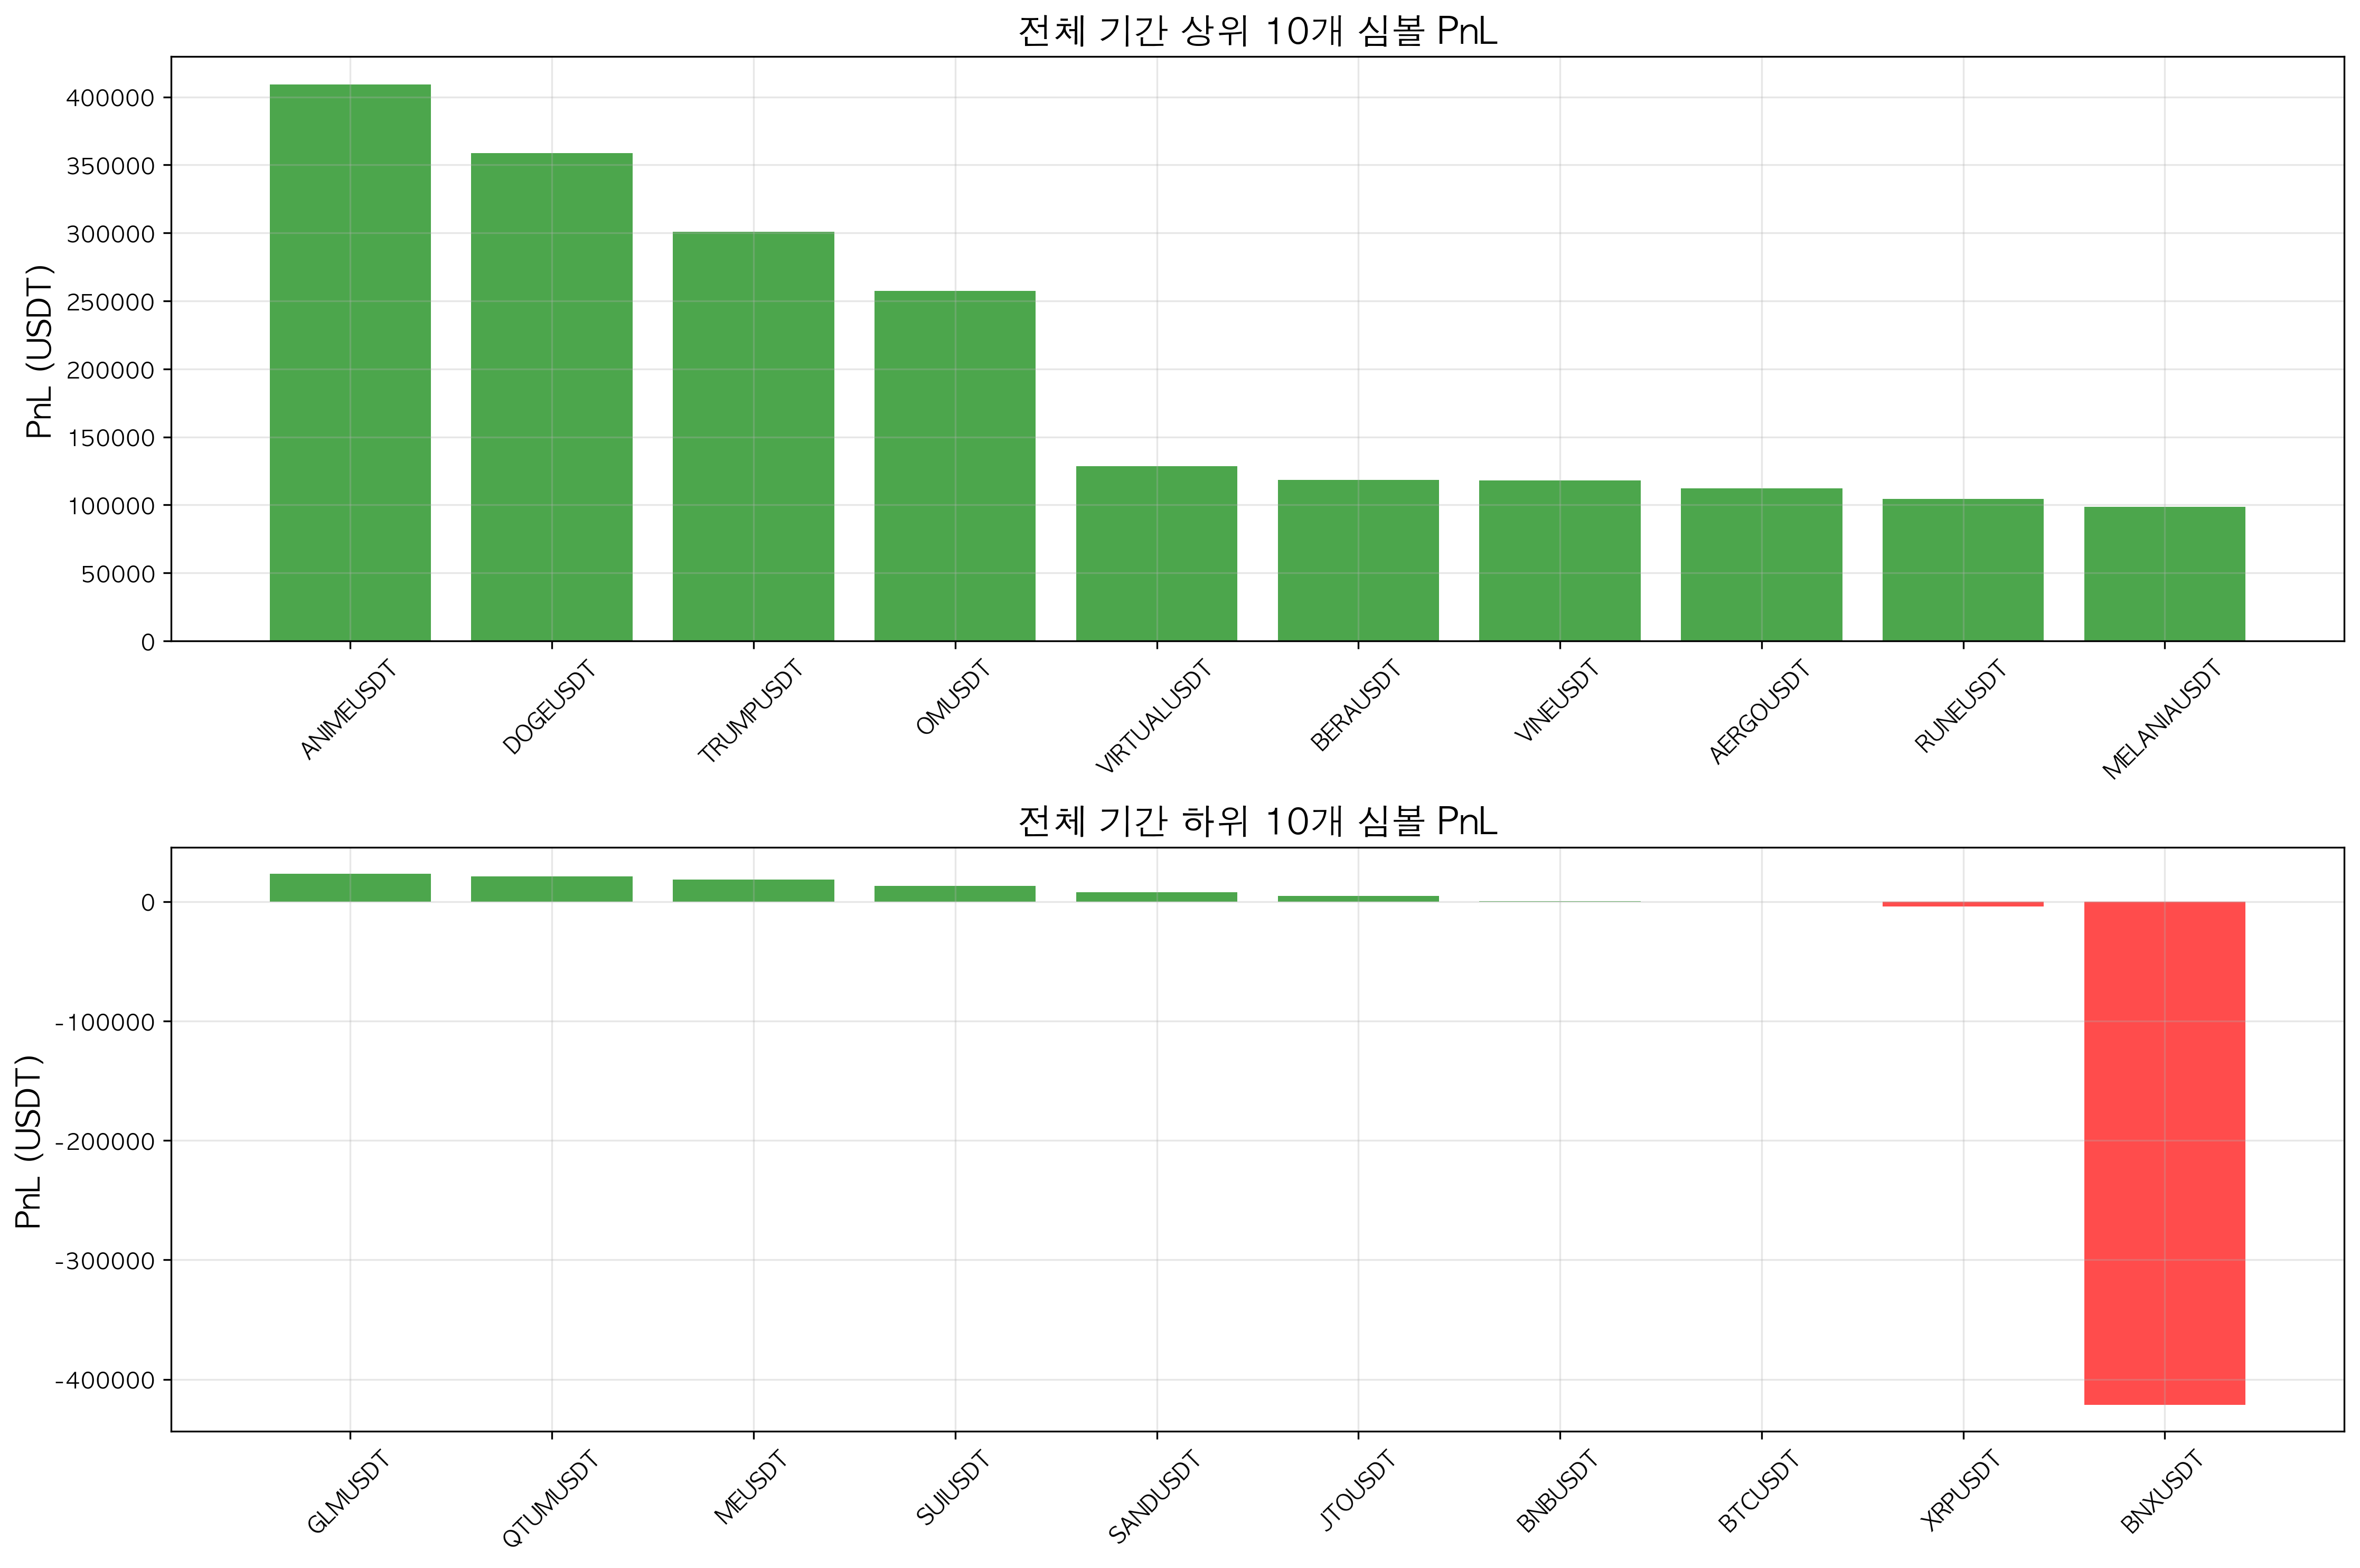 전체 기간 상위 10개 심볼 PnL
PnL (USDT)
400000
350000
300000
250000
200000
150000
100000
50000
0
ANIMEUSDT
DOGEUSDT
TRUMPUSDT
OMUSDT
VIRTUALUSDT
BERAUSDT
VINEUSDT
AERGOUSDT
RUNEUSDT
MELANIAUSDT
전체 기간 하위 10개 심볼 PnL
PnL (USDT)
0
-100000
-200000
-300000
-400000
GLMUSDT
QTUMUSDT
MEUSDT
SUIUSDT
SANDUSDT
JTOUSDT
BNBUSDT
BTCUSDT
XRPUSDT
BNXUSDT